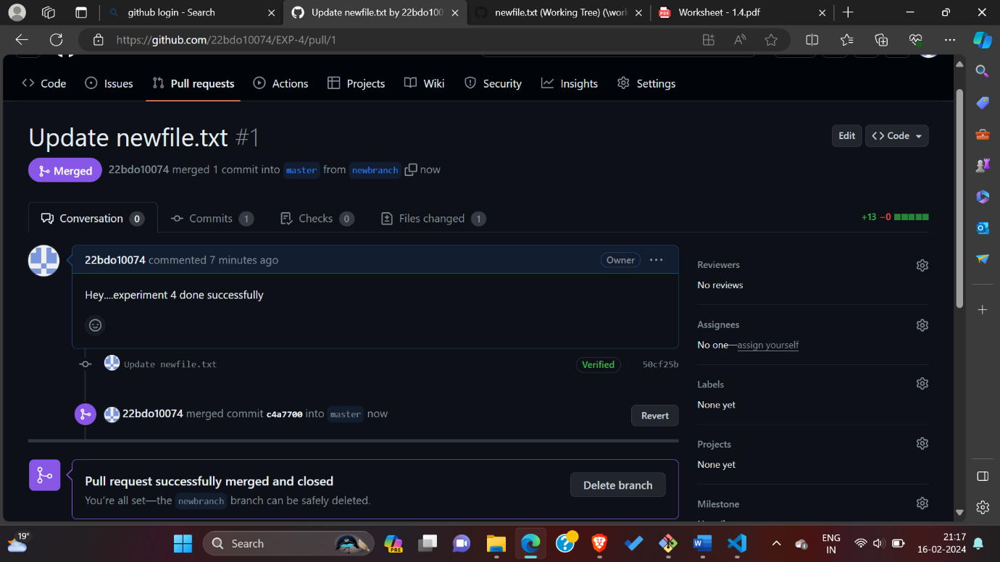 github login - Search
Update newfile.txt by 22bdo100
newfile.txt (Working Tree) (\work
PDF
Worksheet - 1.4.pdf
https://github.com/22bdo10074/EXP-4/pull/1
Code
Issues
Pull requests
Actions
Projects
Wiki
Security
Insights
Settings
Update newfile.txt #1
Edit
Code
Merged
22bdo10074 merged 1 commit into master from newbranch now
Conversation 0
Commits 1
Checks 0
Files changed 1
+13 −0
22bdo10074 commented 7 minutes ago
Owner
Hey....experiment 4 done successfully
Update newfile.txt
Verified
50cf25b
22bdo10074 merged commit c4a7700 into master now
Revert
Pull request successfully merged and closed
You're all set—the newbranch branch can be safely deleted.
Delete branch
Reviewers
No reviews
Assignees
No one—assign yourself
Labels
None yet
Projects
None yet
Milestone
19°
Search
PRE
ENG
IN
21:17
16-02-2024